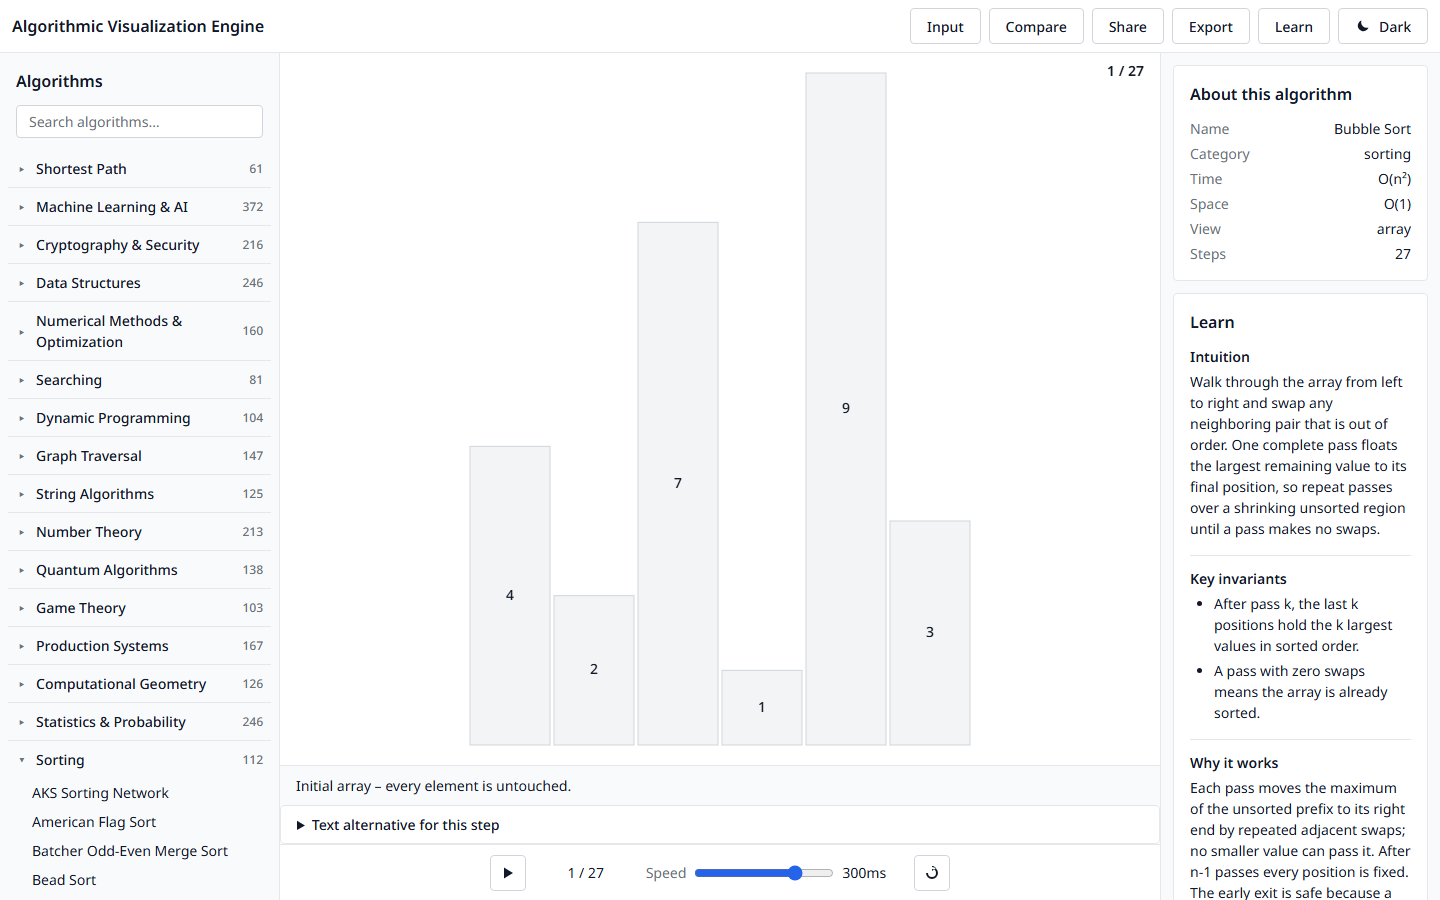 Algorithmic Visualization Engine
Input
Compare
Share
Export
Learn
Dark
Algorithms
Search algorithms...
Shortest Path 61
Machine Learning & AI 372
Cryptography & Security 216
Data Structures 246
Numerical Methods &
Optimization 160
Searching 81
Dynamic Programming 104
Graph Traversal 147
String Algorithms 125
Number Theory 213
Quantum Algorithms 138
Game Theory 103
Production Systems 167
Computational Geometry 126
Statistics & Probability 246
Sorting 112
AKS Sorting Network
American Flag Sort
Batcher Odd-Even Merge Sort
Bead Sort
1 / 27
4
2
7
1
9
3
Initial array – every element is untouched.
Text alternative for this step
1 / 27
Speed
300ms
About this algorithm
Name Bubble Sort
Category sorting
Time O(n²)
Space O(1)
View array
Steps 27
Learn
Intuition
Walk through the array from left
to right and swap any
neighboring pair that is out of
order. One complete pass floats
the largest remaining value to its
final position, so repeat passes
over a shrinking unsorted region
until a pass makes no swaps.
Key invariants
After pass k, the last k
positions hold the k largest
values in sorted order.
A pass with zero swaps
means the array is already
sorted.
Why it works
Each pass moves the maximum
of the unsorted prefix to its right
end by repeated adjacent swaps;
no smaller value can pass it. After
n-1 passes every position is fixed.
The early exit is safe because a